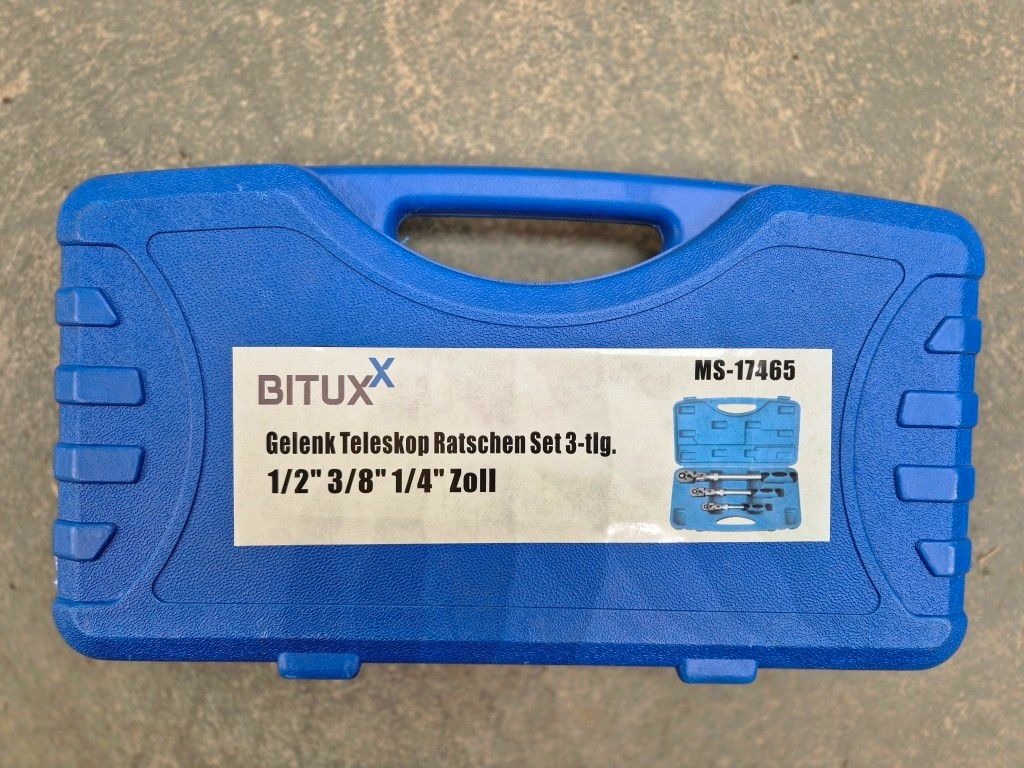 BITUXX
MS-17465
Gelenk Teleskop Ratschen Set 3-tlg.
1/2" 3/8" 1/4" Zoll